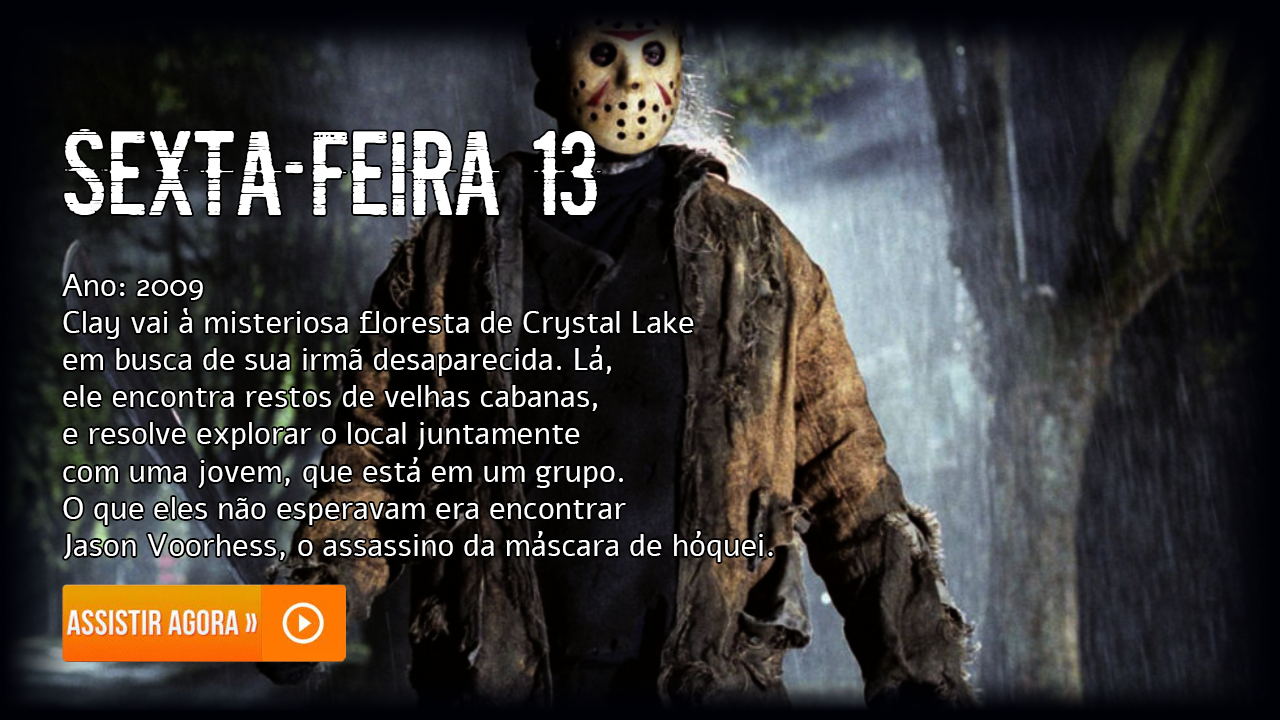 SEXTA-FEIRA 13
Ano: 2009
Clay vai à misteriosa floresta de Crystal Lake
em busca de sua irmã desaparecida. Lá,
ele encontra restos de velhas cabanas,
e resolve explorar o local juntamente
com uma jovem, que está em um grupo.
O que eles não esperavam era encontrar
Jason Voorhess, o assassino da máscara de hóquei.
ASSISTIR AGORA »